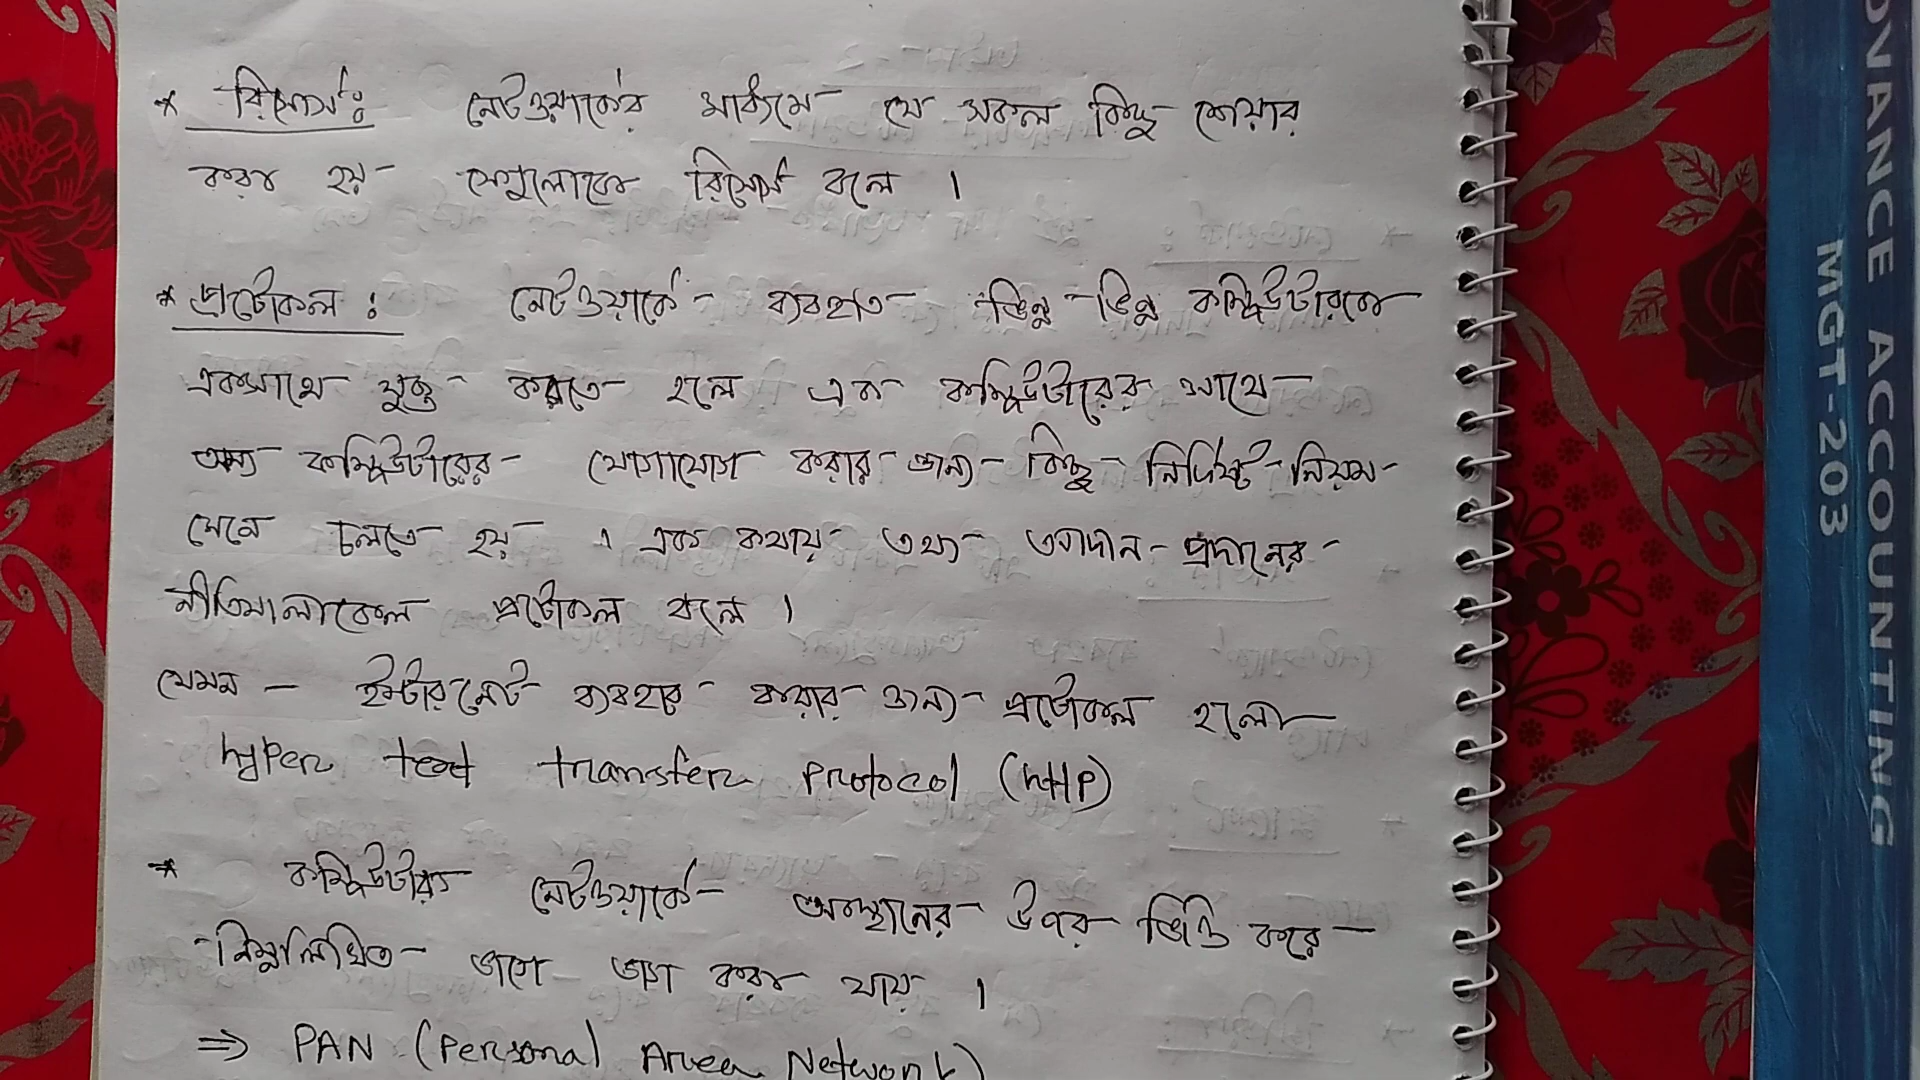 * রিসোর্সঃ নেটওয়ার্কের মাধ্যমে যে সকল কিছু শেয়ার
করা হয় সেগুলোকে রিসোর্স বলে ।
* প্রটোকল : নেটওয়ার্কে ব্যবহৃত ভিন্ন ভিন্ন কম্পিউটারকে
একসাথে যুক্ত করতে হলে এক কম্পিউটারের সাথে
অন্য কম্পিউটারের যোগাযোগ করার জন্য কিছু নির্দিষ্ট নিয়ম
মেনে চলতে হয় । এক কথায় তথ্য আদান-প্রদানের
নীতিমালাকে প্রটোকল বলে ।
যেমন - ইন্টারনেট ব্যবহার করার জন্য প্রটোকল হলো
hyper text transfer protocol (http)
* কম্পিউটার নেটওয়ার্কে অবস্থানের উপর ভিত্তি করে
নিম্নলিখিত ভাগে ভাগ করা যায় ।
⇒ PAN (Personal Area Network)
ADVANCE ACCOUNTING
MGT-203